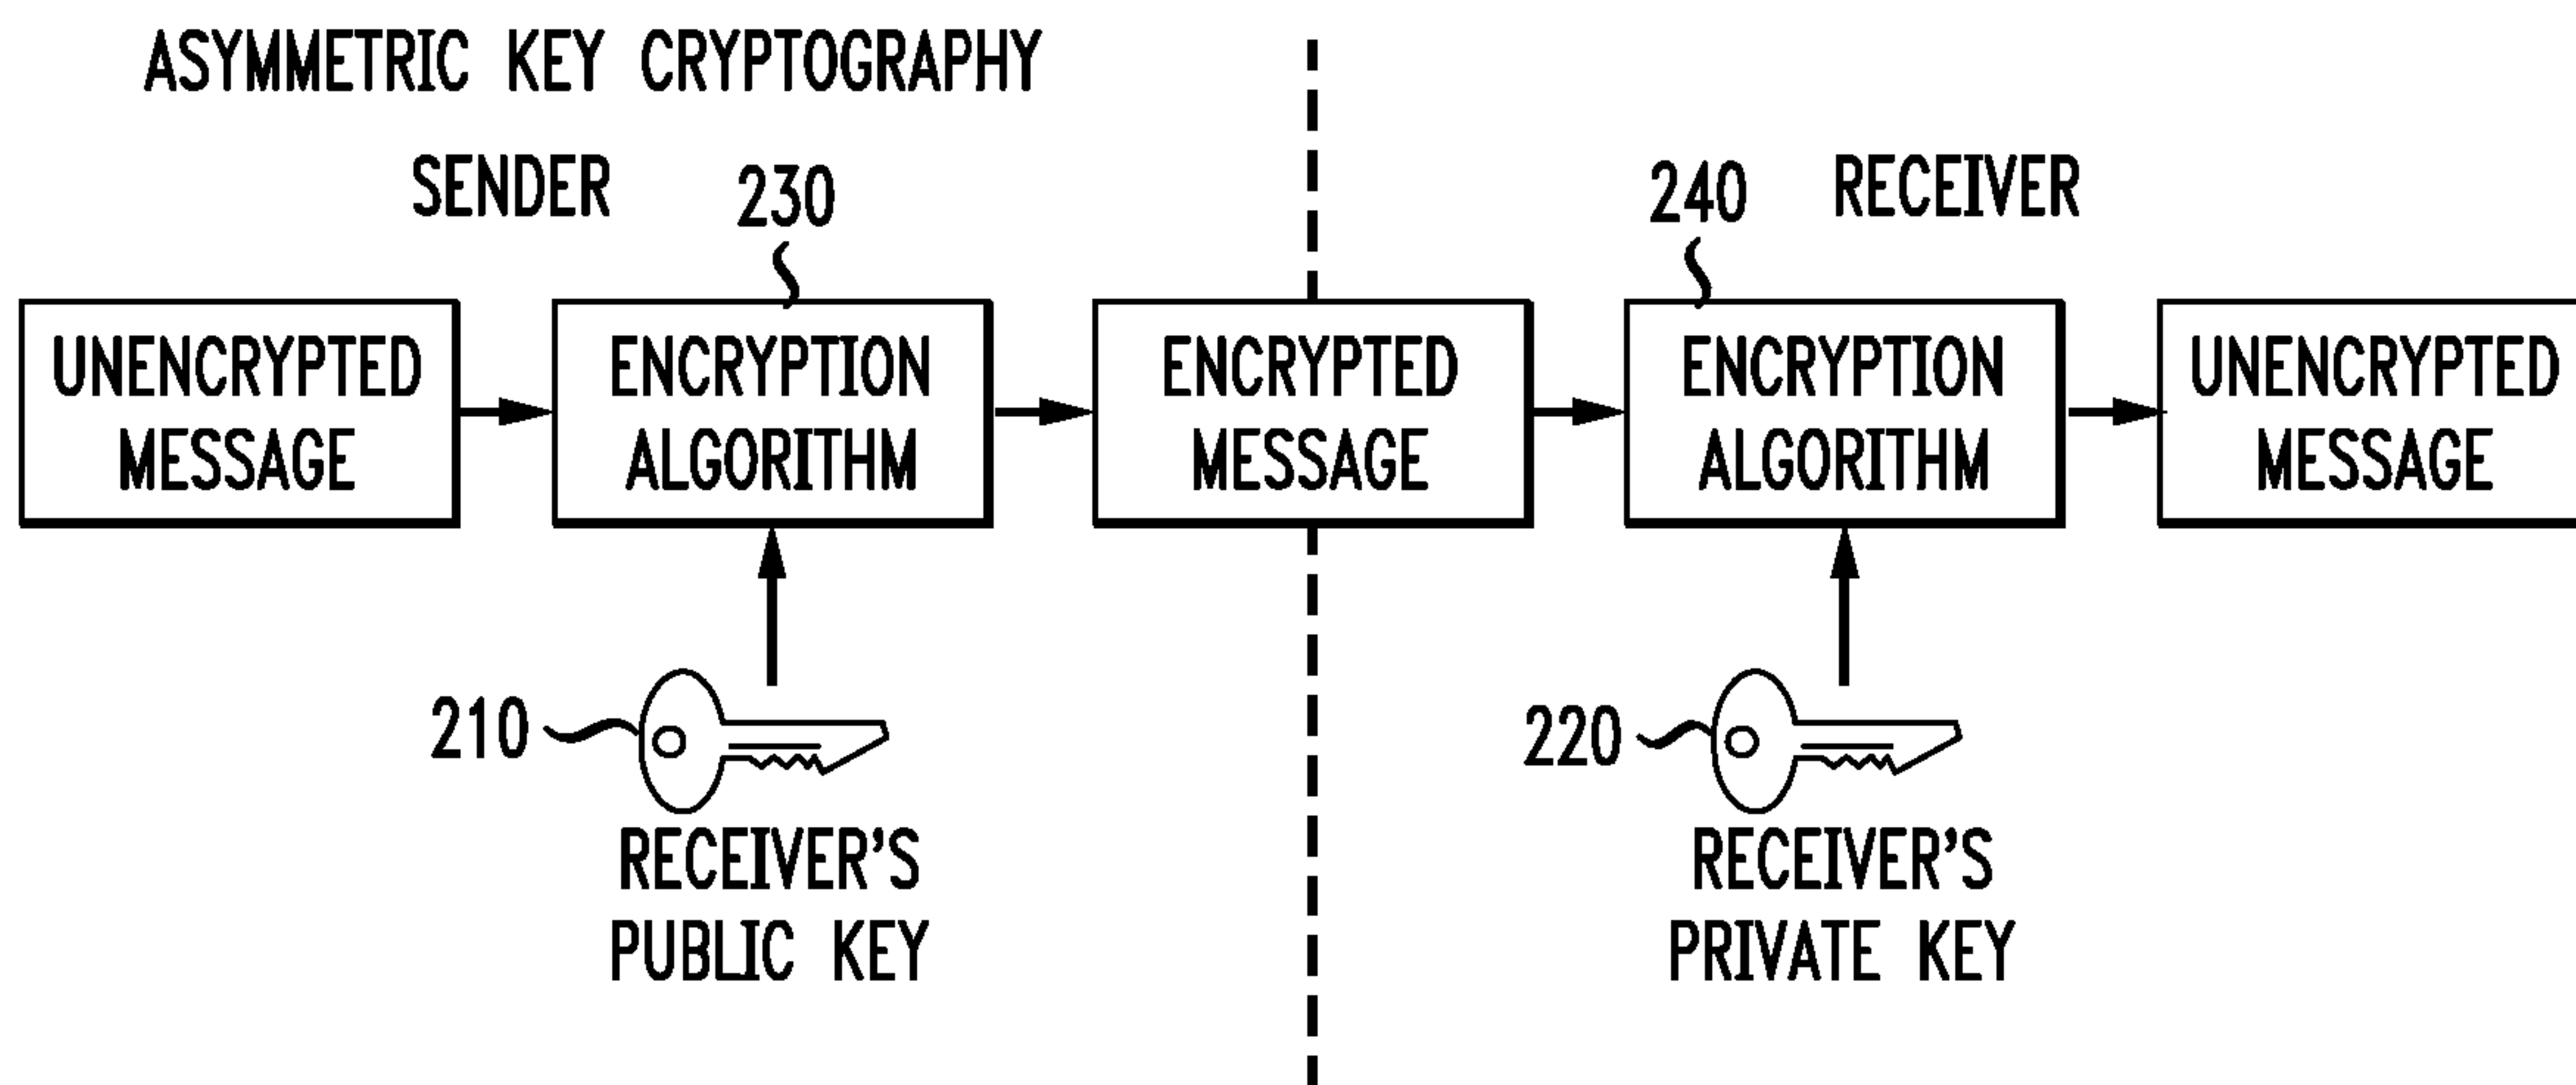 ASYMMETRIC KEY CRYPTOGRAPHY
SENDER
230
240
RECEIVER
UNENCRYPTED
MESSAGE
ENCRYPTION
ALGORITHM
ENCRYPTED
MESSAGE
ENCRYPTION
ALGORITHM
UNENCRYPTED
MESSAGE
210
RECEIVER'S
PUBLIC KEY
220
RECEIVER'S
PRIVATE KEY